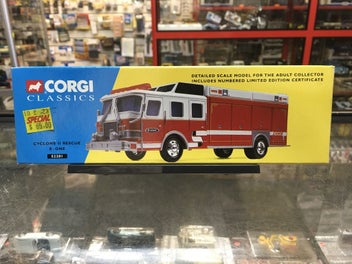 CORGI
CLASSICS
DETAILED SCALE MODEL FOR THE ADULT COLLECTOR
INCLUDES NUMBERED LIMITED EDITION CERTIFICATE
SPECIAL
CYCLONE II RESCUE
E-ONE
52201